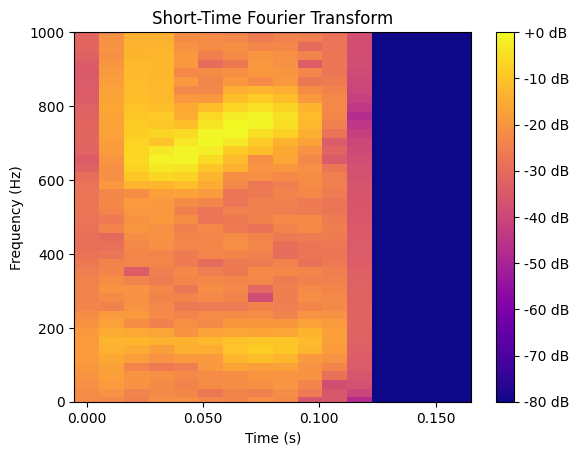 Short-Time Fourier Transform
Frequency (Hz)
1000
800
600
400
200
0
0.000
0.050
0.100
0.150
Time (s)
+0 dB
-10 dB
-20 dB
-30 dB
-40 dB
-50 dB
-60 dB
-70 dB
-80 dB